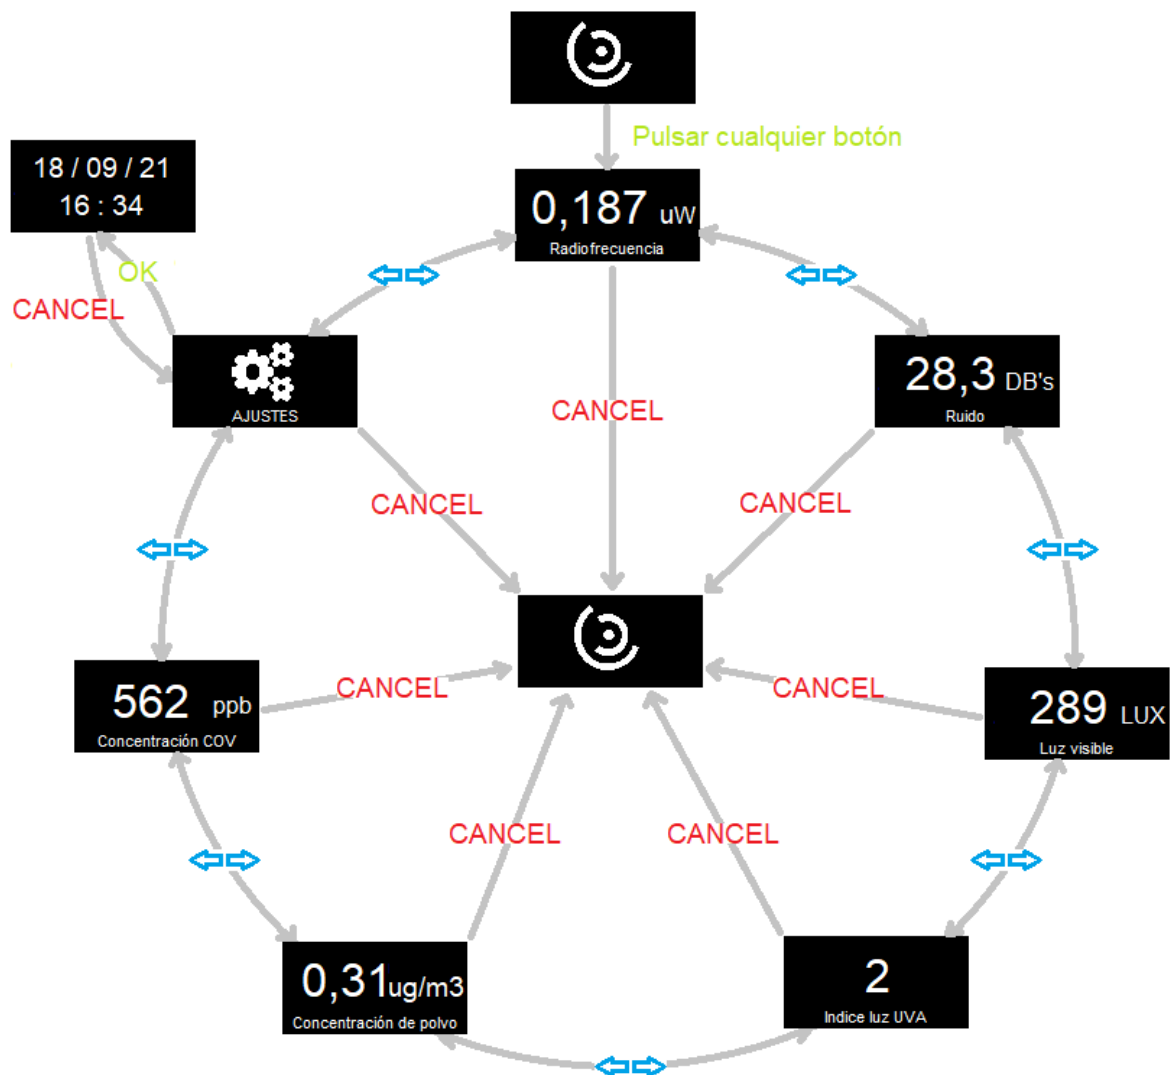 Pulsar cualquier botón
18 / 09 / 21
16 : 34
0,187 uW
Radiofrecuencia
OK
CANCEL
AJUSTES
28,3 DB's
Ruido
CANCEL
CANCEL
CANCEL
562 ppb
Concentración COV
CANCEL
CANCEL
289 LUX
Luz visible
CANCEL
CANCEL
0,31ug/m3
Concentración de polvo
2
Indice luz UVA